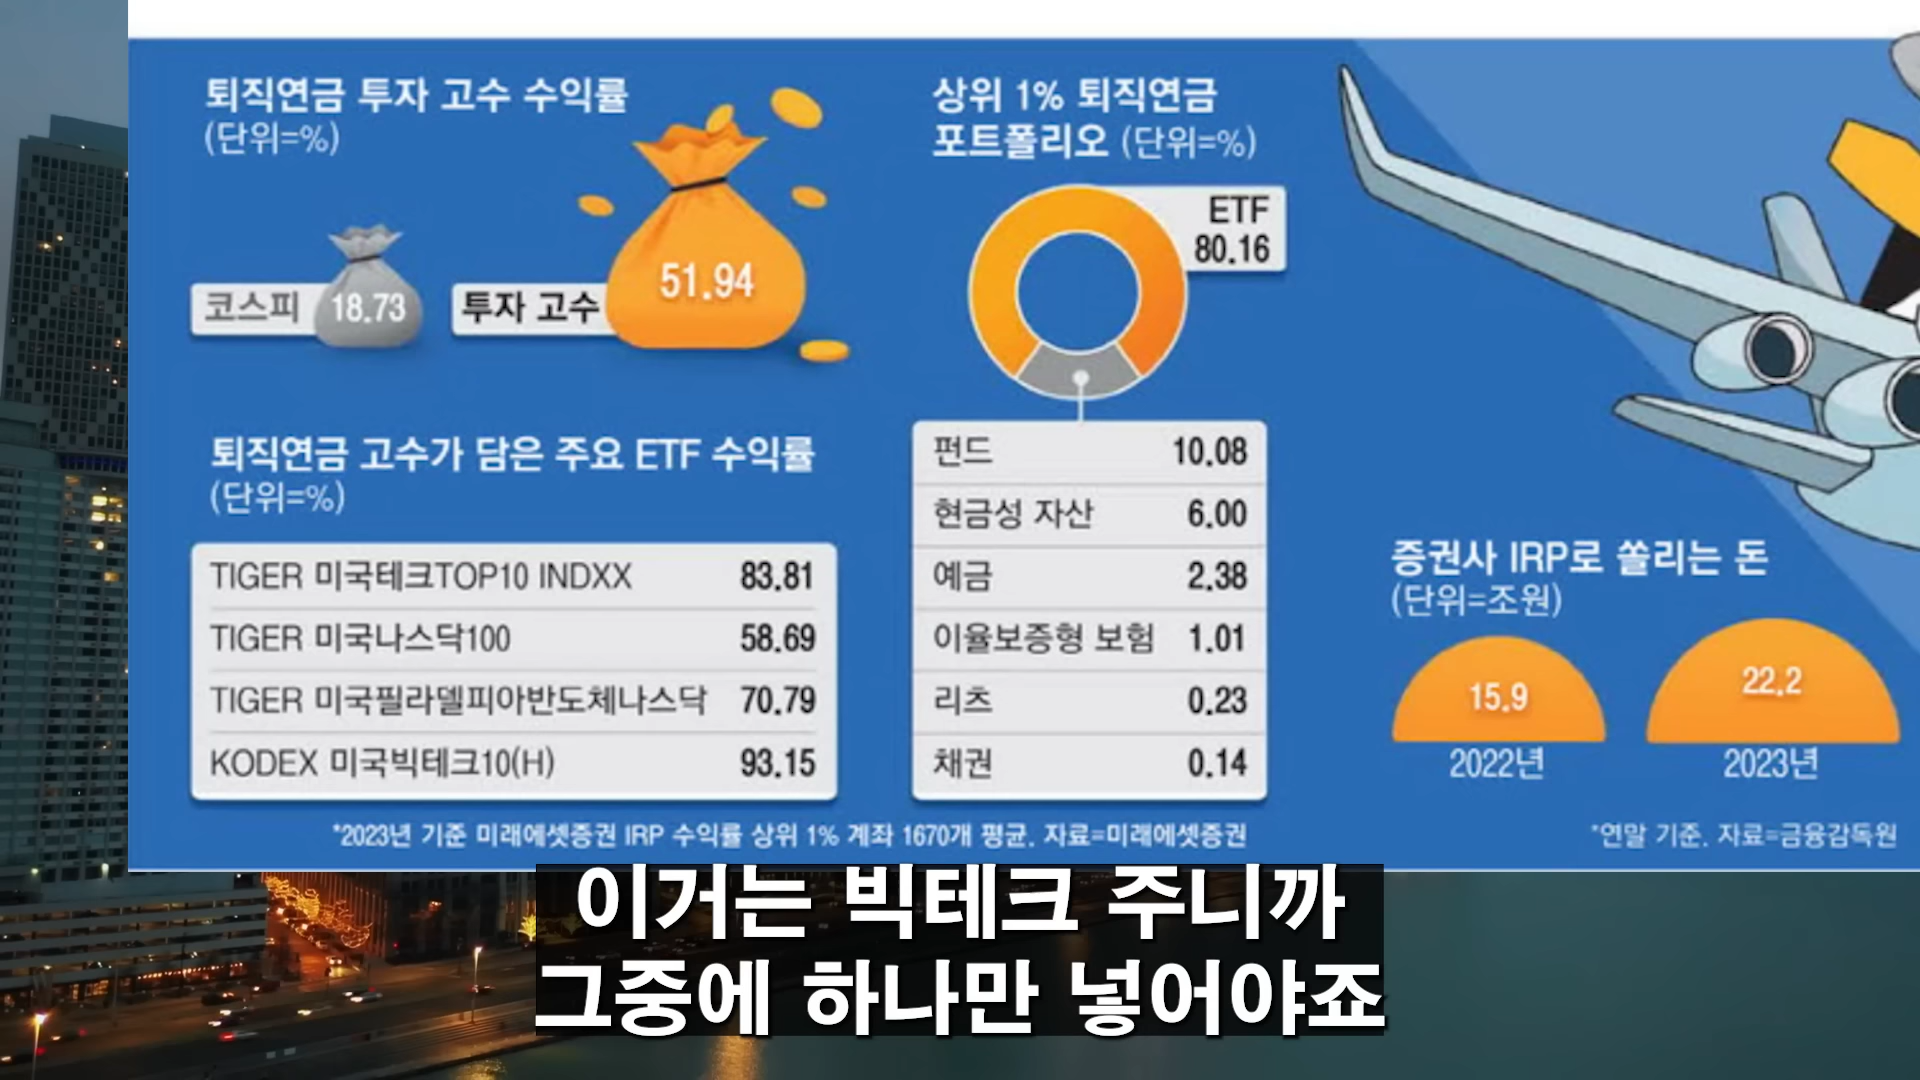 퇴직연금 투자 고수 수익률
(단위=%)
코스피 18.73
투자 고수 51.94
상위 1% 퇴직연금
포트폴리오 (단위=%)
ETF
80.16
펀드 10.08
현금성 자산 6.00
예금 2.38
이율보증형 보험 1.01
리츠 0.23
채권 0.14
퇴직연금 고수가 담은 주요 ETF 수익률
(단위=%)
TIGER 미국테크TOP10 INDXX 83.81
TIGER 미국나스닥100 58.69
TIGER 미국필라델피아반도체나스닥 70.79
KODEX 미국빅테크10(H) 93.15
*2023년 기준 미래에셋증권 IRP 수익률 상위 1% 계좌 1670개 평균. 자료=미래에셋증권
증권사 IRP로 쏠리는 돈
(단위=조원)
15.9 22.2
2022년 2023년
*연말 기준. 자료=금융감독원
이거는 빅테크 주니까
그중에 하나만 넣어야죠